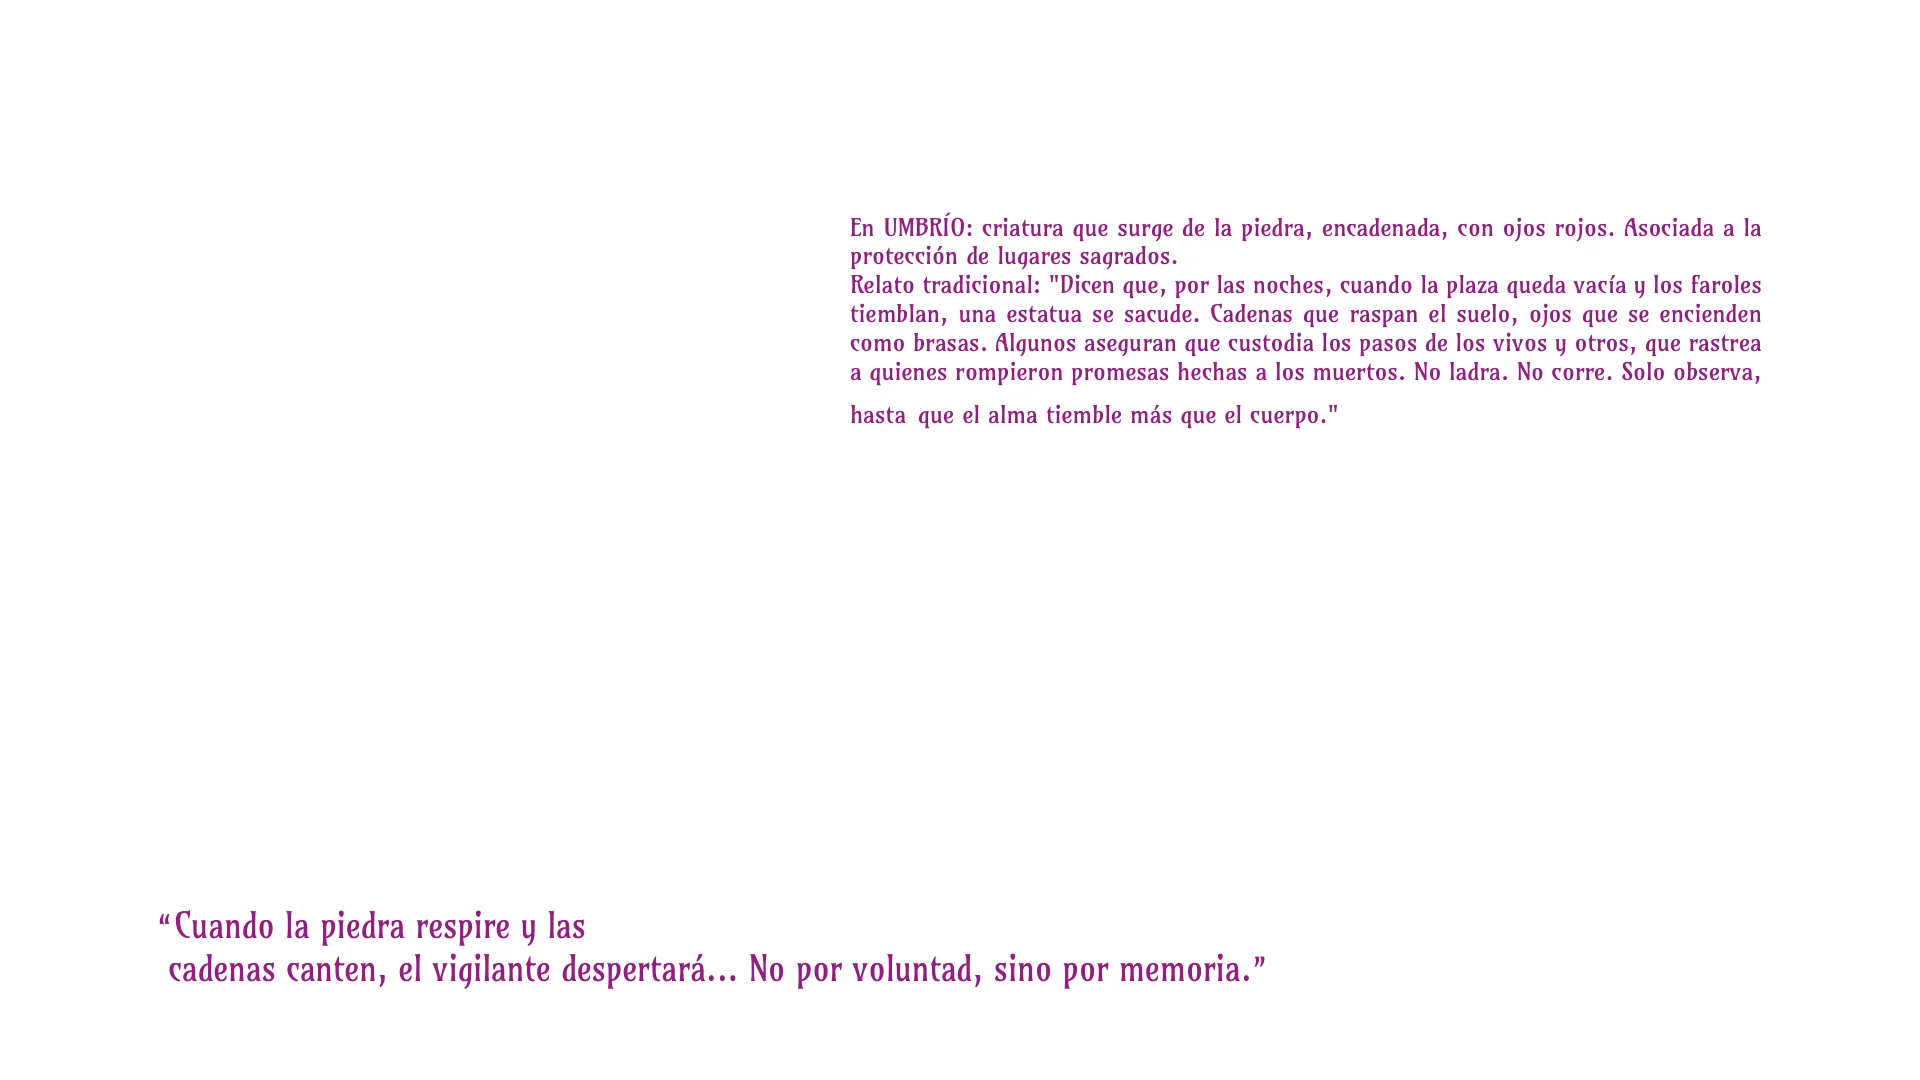 En UMBRÍO: criatura que surge de la piedra, encadenada, con ojos rojos. Asociada a la
protección de lugares sagrados.
Relato tradicional: "Dicen que, por las noches, cuando la plaza queda vacía y los faroles
tiemblan, una estatua se sacude. Cadenas que raspan el suelo, ojos que se encienden
como brasas. Algunos aseguran que custodia los pasos de los vivos y otros, que rastrea
a quienes rompieron promesas hechas a los muertos. No ladra. No corre. Solo observa,
hasta que el alma tiemble más que el cuerpo."
“Cuando la piedra respire y las
cadenas canten, el vigilante despertará... No por voluntad, sino por memoria.”